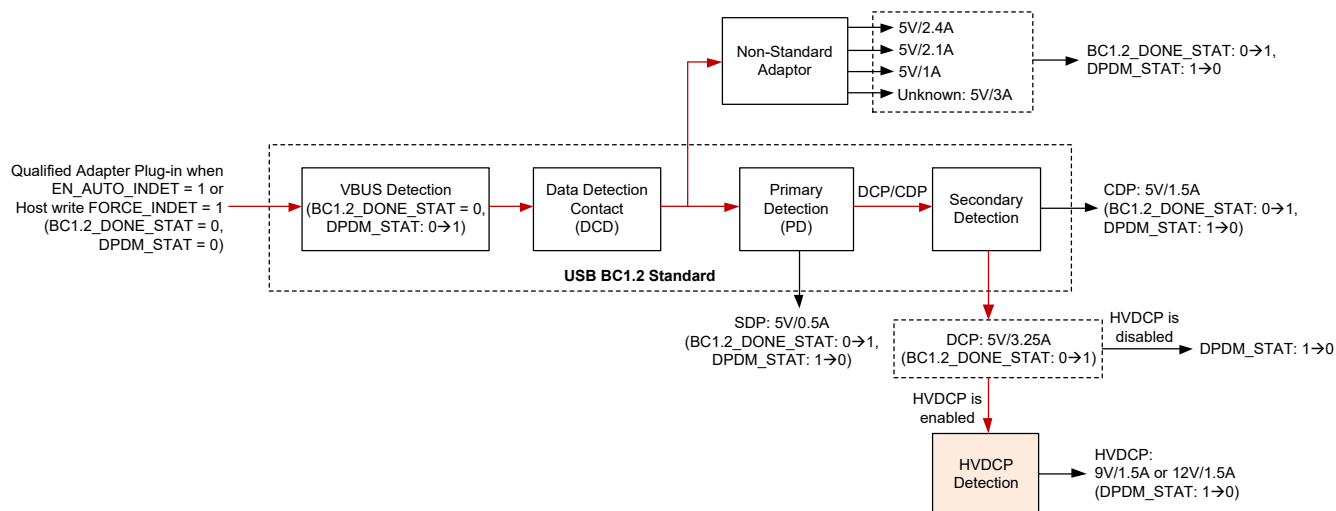 Non-Standard
Adaptor
5V/2.4A
5V/2.1A
5V/1A
Unknown: 5V/3A
BC1.2_DONE_STAT: 0→1,
DPDM_STAT: 1→0
Qualified Adapter Plug-in when
EN_AUTO_INDET = 1 or
Host write FORCE_INDET = 1
(BC1.2_DONE_STAT = 0,
DPDM_STAT = 0)
VBUS Detection
(BC1.2_DONE_STAT = 0,
DPDM_STAT: 0→1)
Data Detection
Contact
(DCD)
Primary
Detection
(PD)
DCP/CDP
Secondary
Detection
CDP: 5V/1.5A
(BC1.2_DONE_STAT: 0→1,
DPDM_STAT: 1→0)
USB BC1.2 Standard
SDP: 5V/0.5A
(BC1.2_DONE_STAT: 0→1,
DPDM_STAT: 1→0)
DCP: 5V/3.25A
(BC1.2_DONE_STAT: 0→1)
HVDCP is
disabled
DPDM_STAT: 1→0
HVDCP is
enabled
HVDCP
Detection
HVDCP:
9V/1.5A or 12V/1.5A
(DPDM_STAT: 1→0)